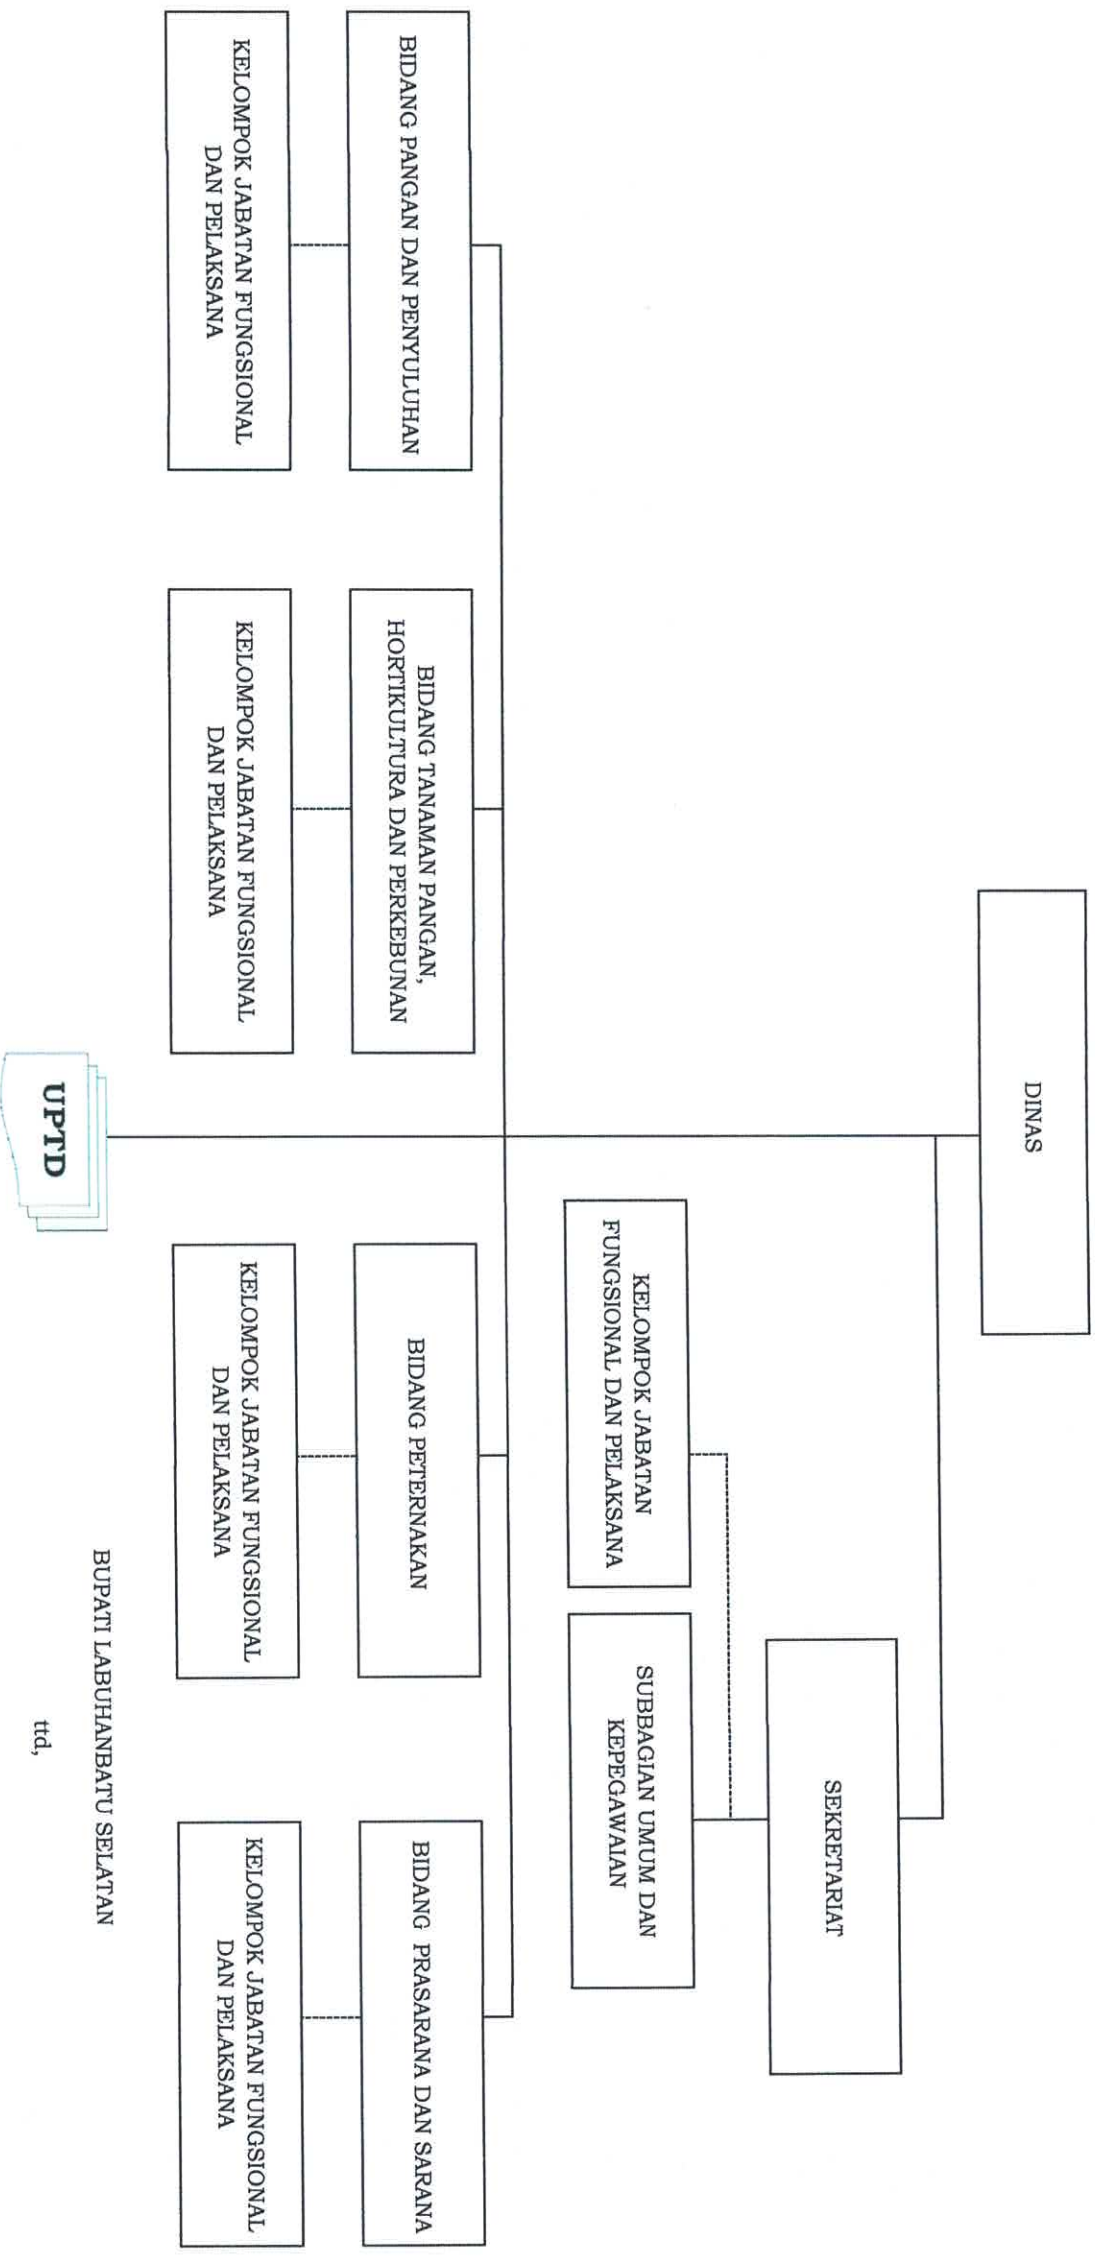 DINAS
SEKRETARIAT
KELOMPOK JABATAN
FUNGSIONAL DAN PELAKSANA
SUBBAGIAN UMUM DAN
KEPEGAWAIAN
BIDANG PANGAN DAN PENYULUHAN
BIDANG TANAMAN PANGAN,
HORTIKULTURA DAN PERKEBUNAN
BIDANG PETERNAKAN
BIDANG PRASARANA DAN SARANA
KELOMPOK JABATAN FUNGSIONAL
DAN PELAKSANA
KELOMPOK JABATAN FUNGSIONAL
DAN PELAKSANA
KELOMPOK JABATAN FUNGSIONAL
DAN PELAKSANA
KELOMPOK JABATAN FUNGSIONAL
DAN PELAKSANA
UPTD
BUPATI LABUHANBATU SELATAN
ttd,